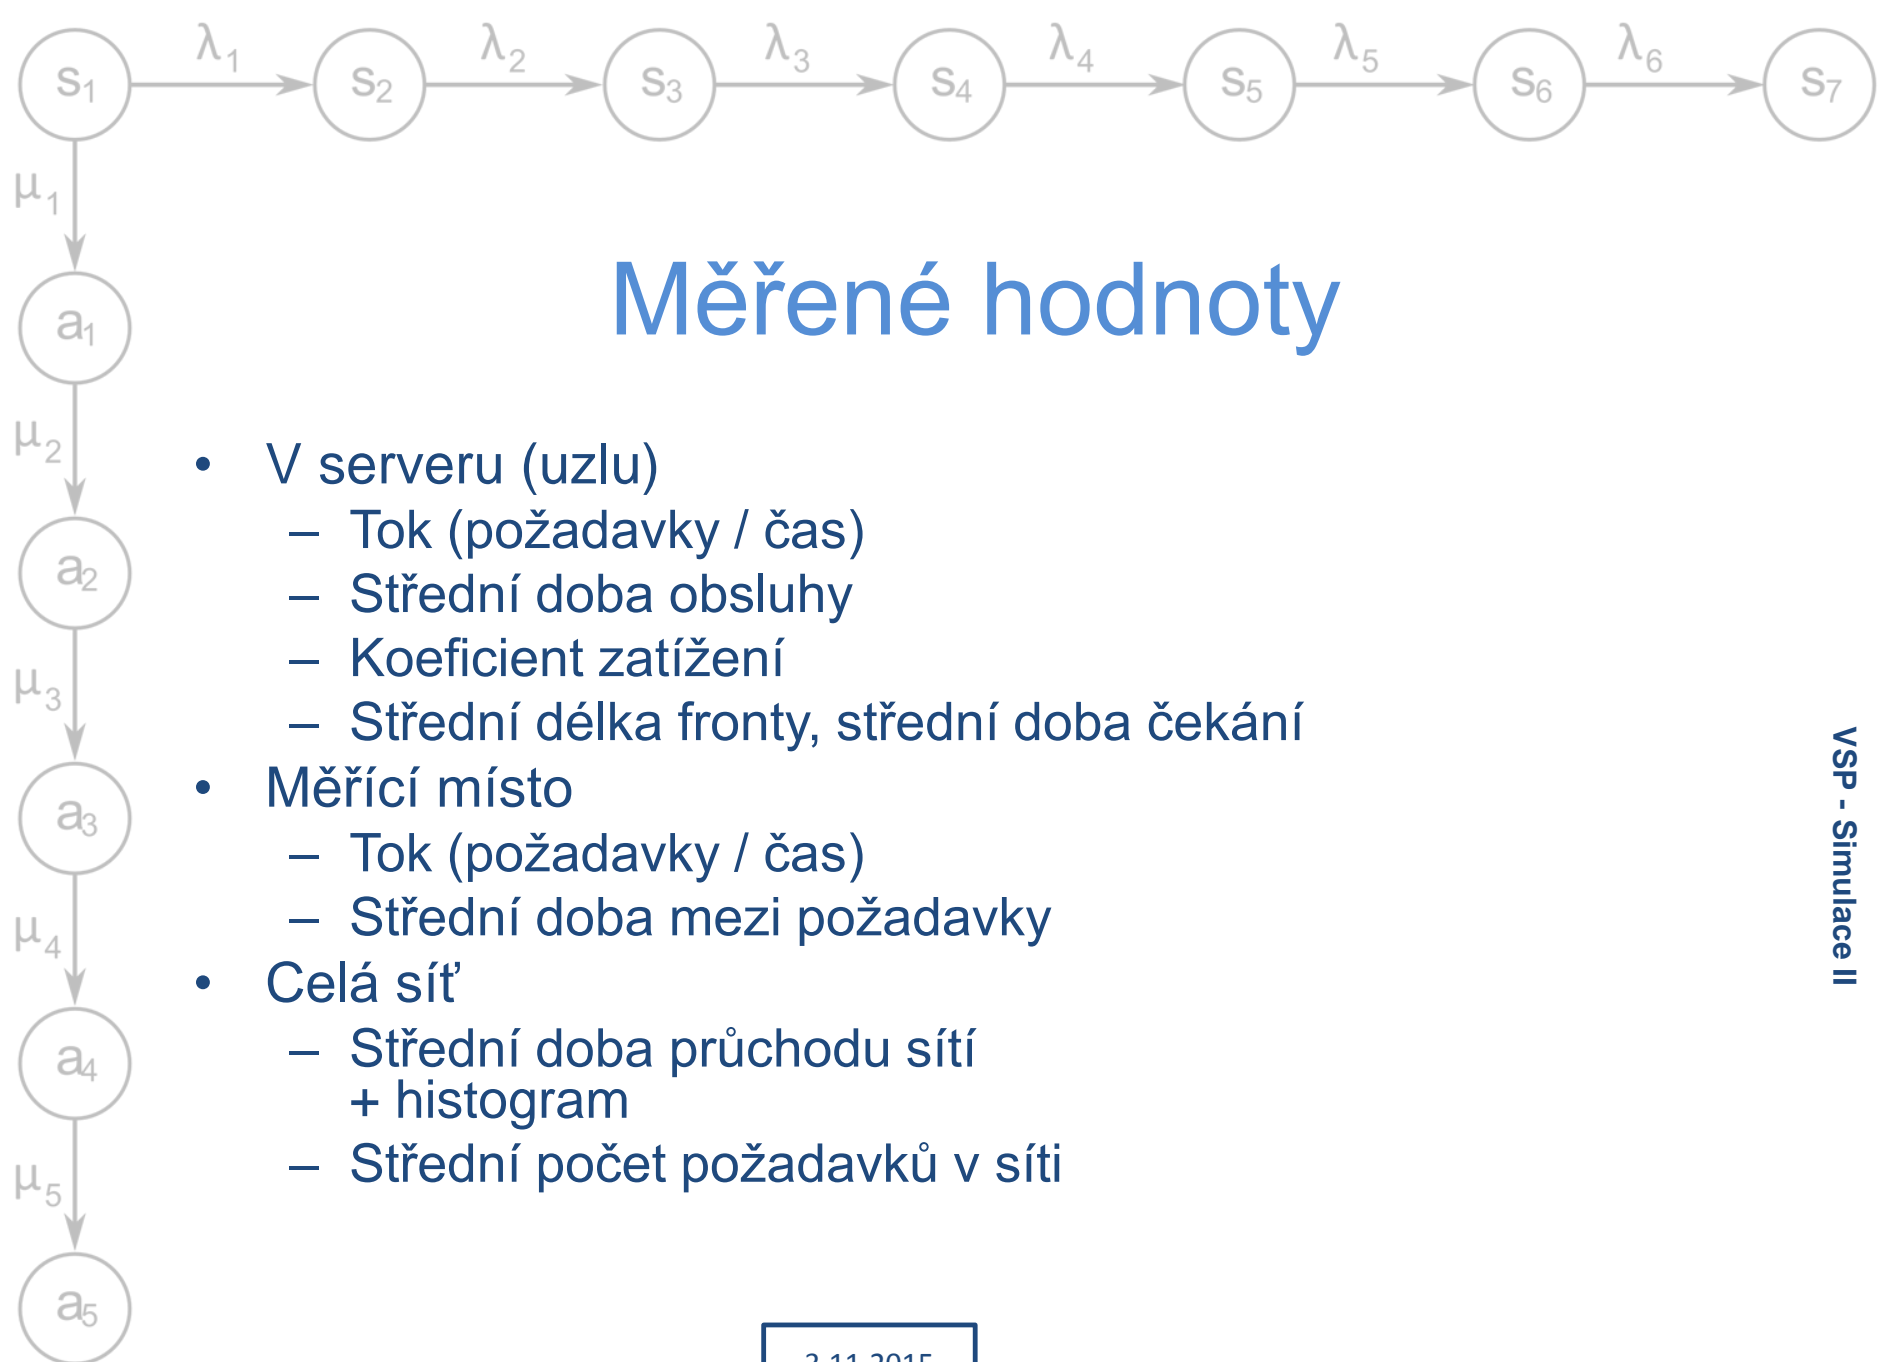 s1 λ1 s2 λ2 s3 λ3 s4 λ4 s5 λ5 s6 λ6 s7
μ1
a1
μ2
a2
μ3
a3
μ4
a4
μ5
a5
Měřené hodnoty
• V serveru (uzlu)
– Tok (požadavky / čas)
– Střední doba obsluhy
– Koeficient zatížení
– Střední délka fronty, střední doba čekání
• Měřící místo
– Tok (požadavky / čas)
– Střední doba mezi požadavky
• Celá síť
– Střední doba průchodu sítí
+ histogram
– Střední počet požadavků v síti
VSP - Simulace II
3.11.2015